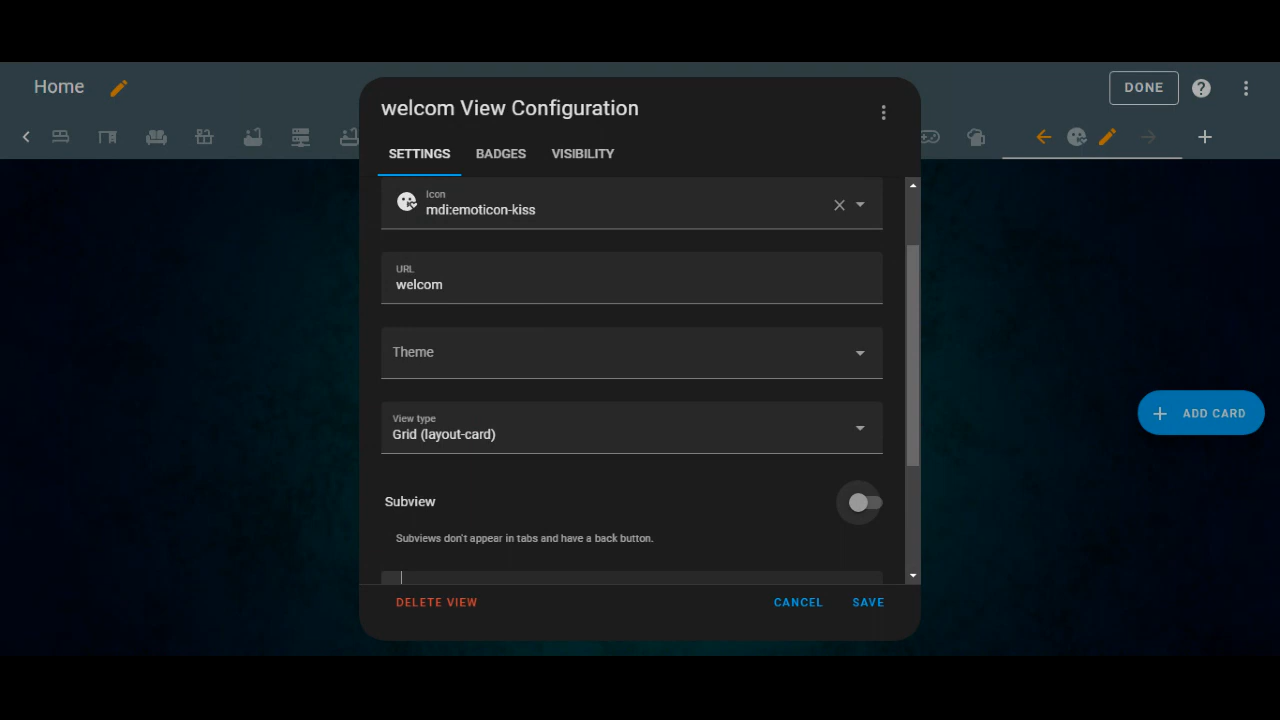 Home
DONE
welcom View Configuration
SETTINGS BADGES VISIBILITY
Icon
mdi:emoticon-kiss
URL
welcom
Theme
View type
Grid (layout-card)
ADD CARD
Subview
Subviews don't appear in tabs and have a back button.
DELETE VIEW CANCEL SAVE